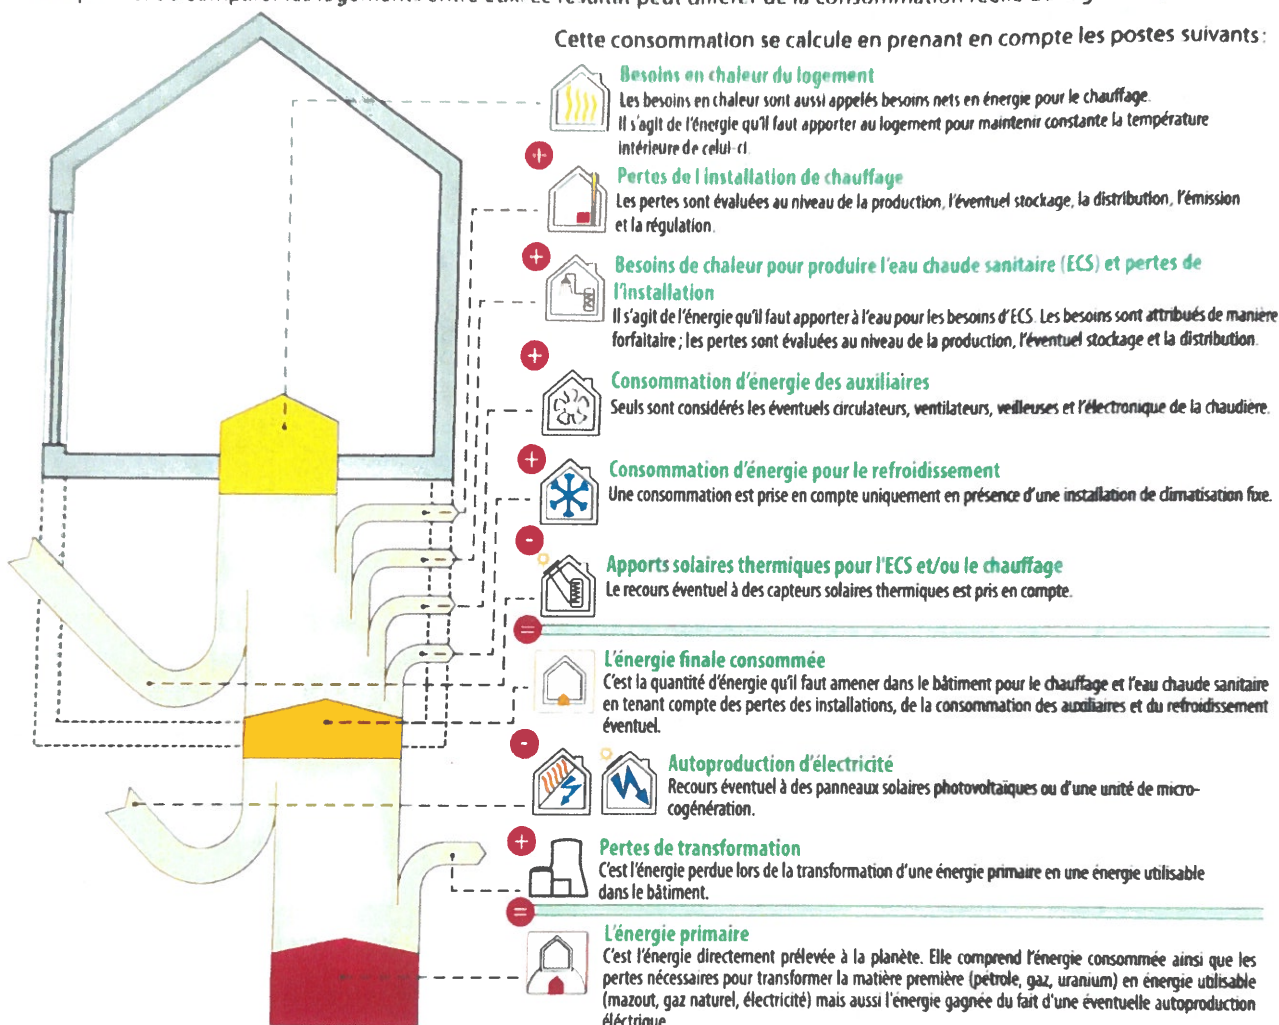 Cette consommation se calcule en prenant en compte les postes suivants:
Besoins en chaleur du logement
Les besoins en chaleur sont aussi appelés besoins nets en énergie pour le chauffage.
Il s'agit de l'énergie qu'il faut apporter au logement pour maintenir constante la température
intérieure de celui-ci.
+
Pertes de l'installation de chauffage
Les pertes sont évaluées au niveau de la production, l'éventuel stockage, la distribution, l'émission
et la régulation.
+
Besoins de chaleur pour produire l'eau chaude sanitaire (ECS) et pertes de
l'installation
Il s'agit de l'énergie qu'il faut apporter à l'eau pour les besoins d'ECS. Les besoins sont attribués de manière
forfaitaire ; les pertes sont évaluées au niveau de la production, l'éventuel stockage et la distribution.
+
Consommation d'énergie des auxiliaires
Seuls sont considérés les éventuels circulateurs, ventilateurs, veilleuses et l'électronique de la chaudière.
+
Consommation d'énergie pour le refroidissement
Une consommation est prise en compte uniquement en présence d'une installation de climatisation fixe.
-
Apports solaires thermiques pour l'ECS et/ou le chauffage
Le recours éventuel à des capteurs solaires thermiques est pris en compte.
=
L'énergie finale consommée
C'est la quantité d'énergie qu'il faut amener dans le bâtiment pour le chauffage et l'eau chaude sanitaire
en tenant compte des pertes des installations, de la consommation des auxiliaires et du refroidissement
éventuel.
-
Autoproduction d'électricité
Recours éventuel à des panneaux solaires photovoltaïques ou d'une unité de micro-
cogénération.
+
Pertes de transformation
C'est l'énergie perdue lors de la transformation d'une énergie primaire en une énergie utilisable
dans le bâtiment.
=
L'énergie primaire
C'est l'énergie directement prélevée à la planète. Elle comprend l'énergie consommée ainsi que les
pertes nécessaires pour transformer la matière première (pétrole, gaz, uranium) en énergie utilisable
(mazout, gaz naturel, électricité) mais aussi l'énergie gagnée du fait d'une éventuelle autoproduction
éléctrique